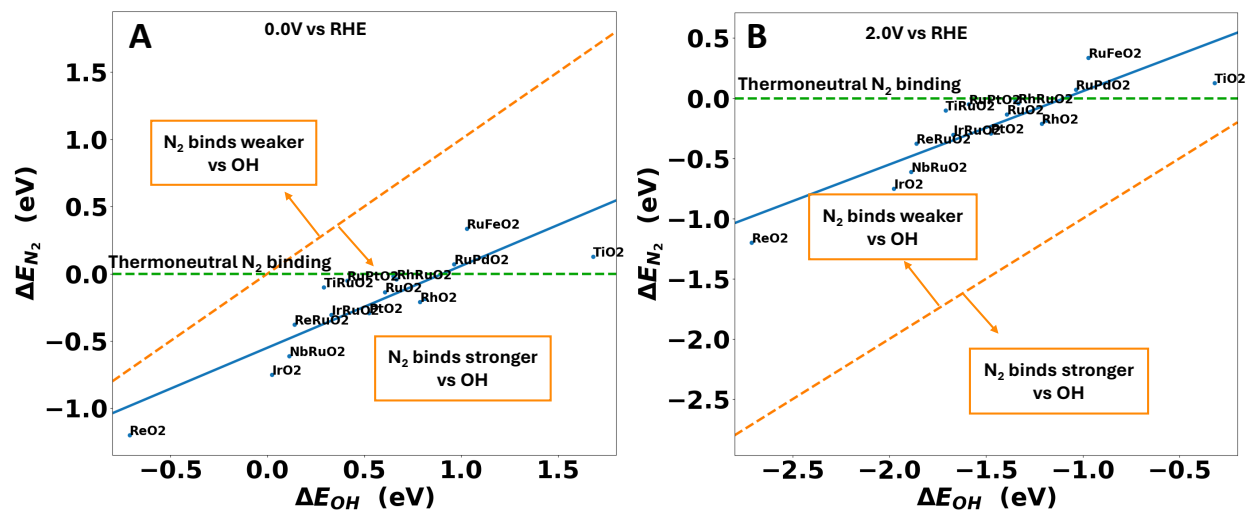 A
0.0V vs RHE
1.5
1.0
0.5
0.0
−0.5
−1.0
ΔE_N₂ (eV)
N₂ binds weaker
vs OH
Thermoneutral N₂ binding
RuFeO2
TiO2
RuPdO2
RuPtO2
RhRuO2
TiRuO2
RuO2
RhO2
IrRuO2
PtO2
ReRuO2
NbRuO2
IrO2
ReO2
N₂ binds stronger
vs OH
−0.5
0.0
0.5
1.0
1.5
ΔE_OH (eV)
B
2.0V vs RHE
0.5
0.0
−0.5
−1.0
−1.5
−2.0
−2.5
ΔE_N₂ (eV)
RuFeO2
Thermoneutral N₂ binding
TiO2
RuPdO2
RuPtO2
RhRuO2
TiRuO2
RuO2
RhO2
IrRuO2
PtO2
ReRuO2
NbRuO2
IrO2
ReO2
N₂ binds weaker
vs OH
N₂ binds stronger
vs OH
−2.5
−2.0
−1.5
−1.0
−0.5
ΔE_OH (eV)